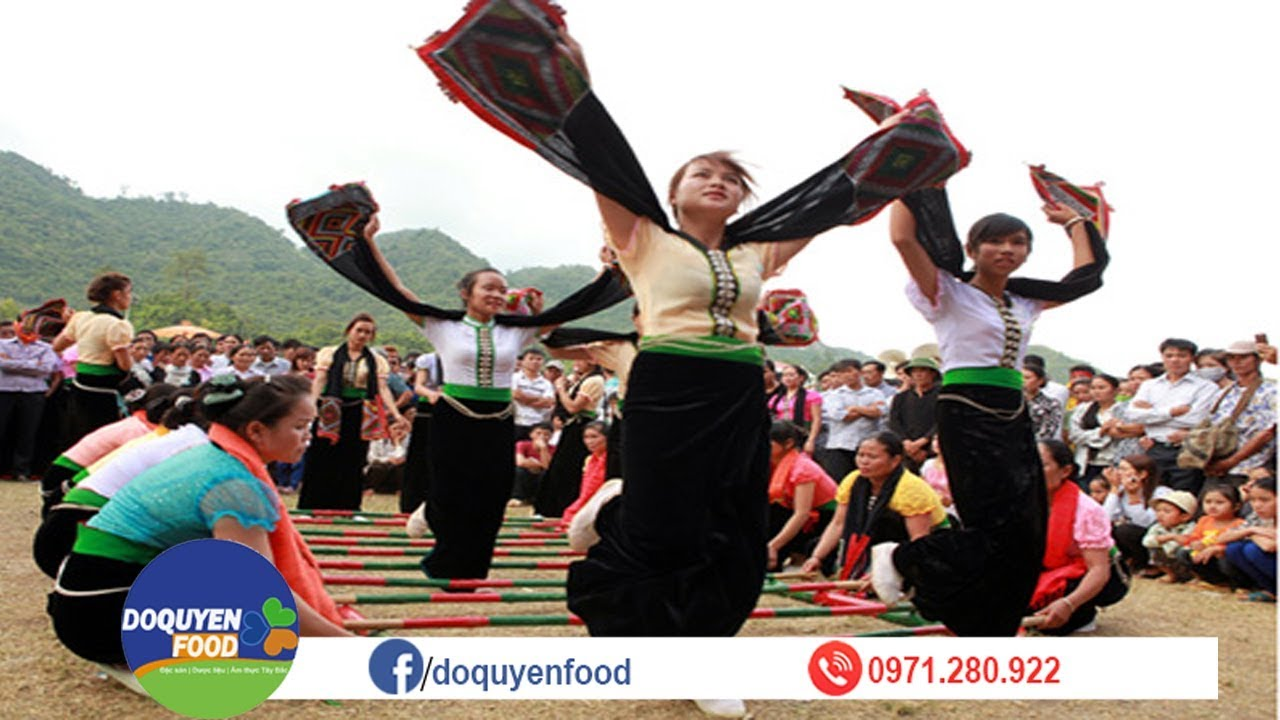 DOQUYEN
FOOD
Đặc sản | Dược liệu | Ẩm thực Tây Bắc
/doquyenfood
0971.280.922